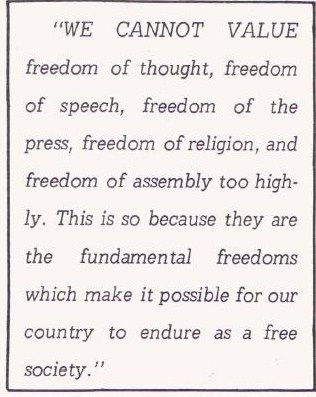 "WE CANNOT VALUE
freedom of thought, freedom
of speech, freedom of the
press, freedom of religion, and
freedom of assembly too high-
ly. This is so because they are
the fundamental freedoms
which make it possible for our
country to endure as a free
society."